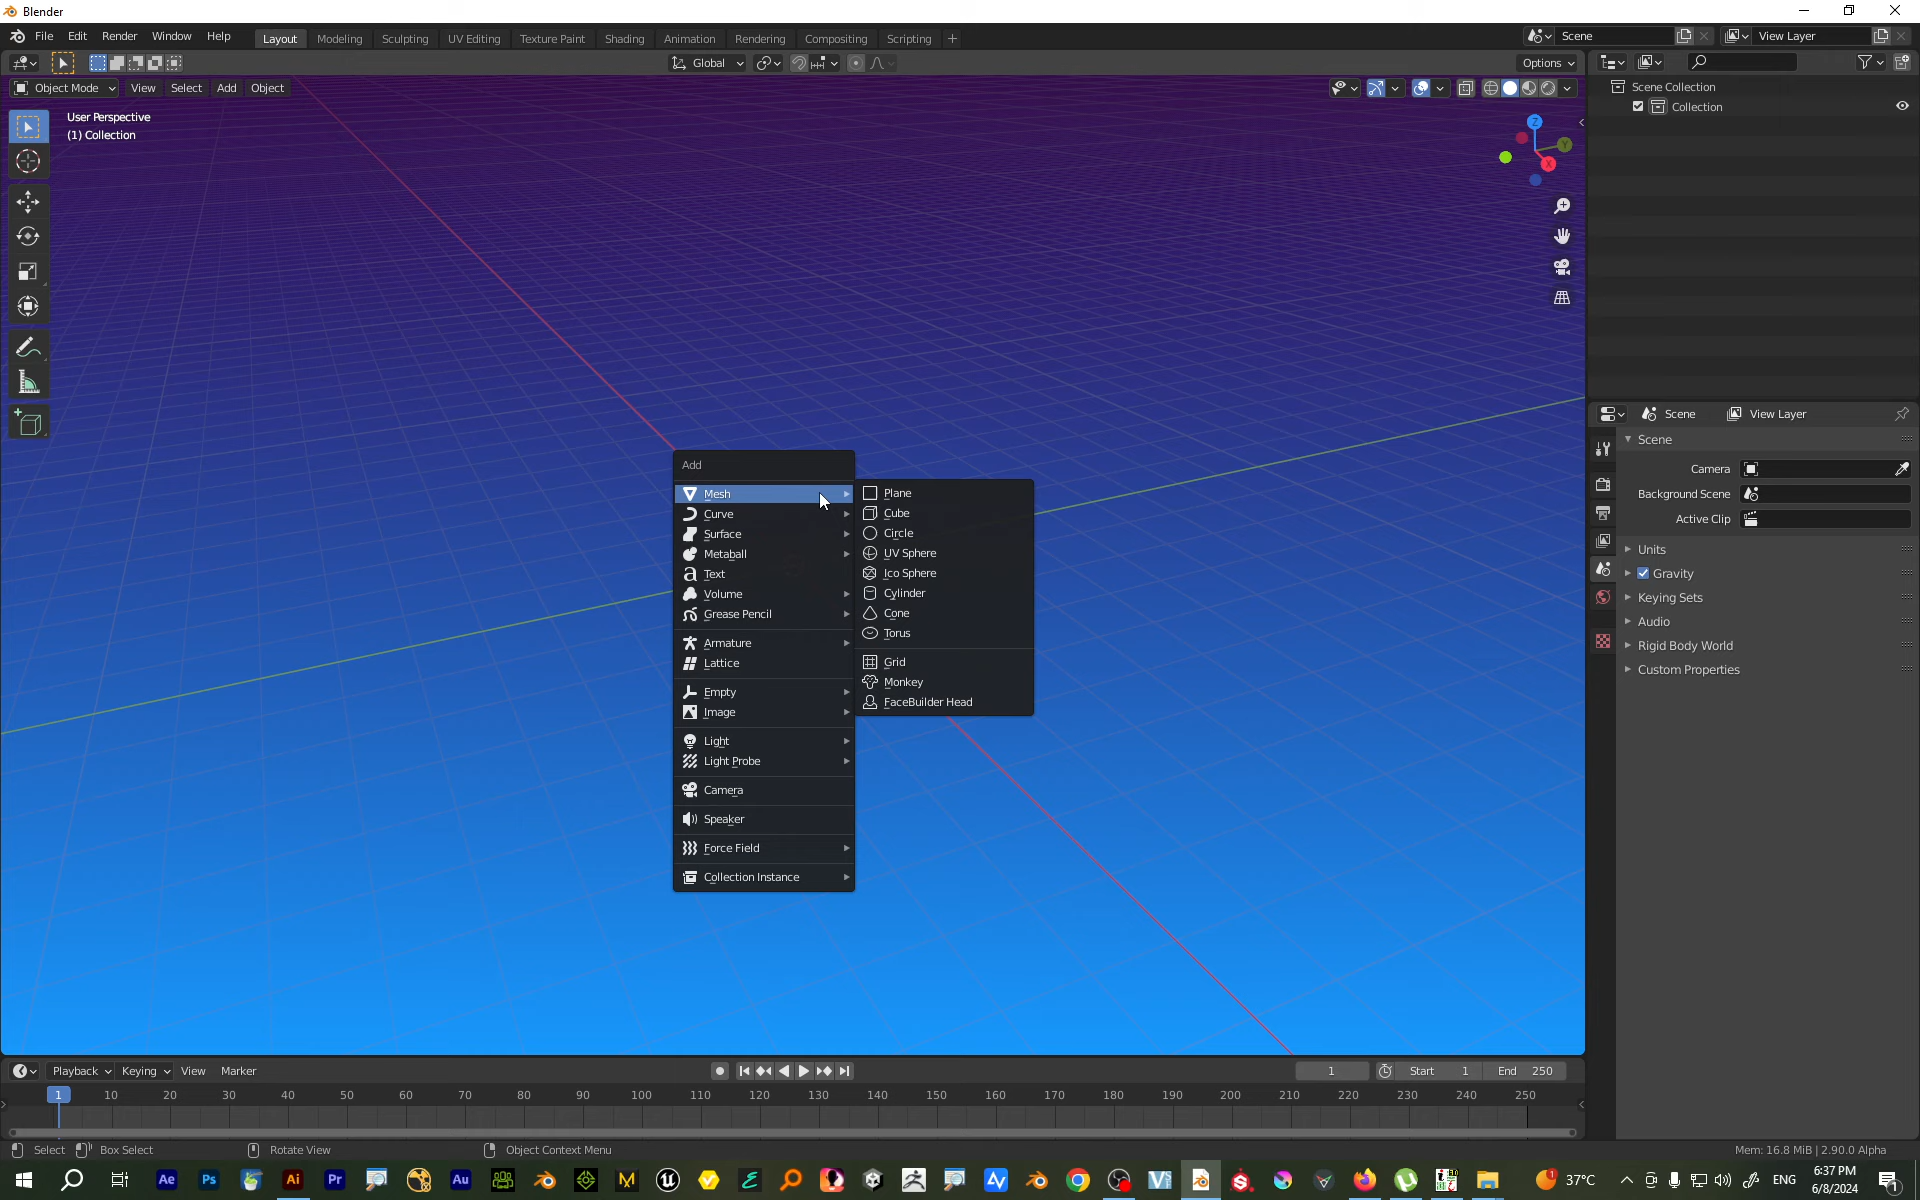 Blender
File Edit Render Window Help Layout Modeling Sculpting UV Editing Texture Paint Shading Animation Rendering Compositing Scripting + Scene View Layer
Global Options
Object Mode View Select Add Object
User Perspective
(1) Collection
Z
Y
X
Scene Collection
Collection
Add
Mesh
Curve
Surface
Metaball
Text
Volume
Grease Pencil
Armature
Lattice
Empty
Image
Light
Light Probe
Camera
Speaker
Force Field
Collection Instance
Plane
Cube
Circle
UV Sphere
Ico Sphere
Cylinder
Cone
Torus
Grid
Monkey
FaceBuilder Head
Scene View Layer
Scene
Camera
Background Scene
Active Clip
Units
Gravity
Keying Sets
Audio
Rigid Body World
Custom Properties
Playback Keying View Marker 1 Start 1 End 250
1 10 20 30 40 50 60 70 80 90 100 110 120 130 140 150 160 170 180 190 200 210 220 230 240 250
Select Box Select Rotate View Object Context Menu Mem: 16.8 MiB | 2.90.0 Alpha
Ae Ps Ai Pr Au M 1 37°C ENG 6:37 PM
6/8/2024 1